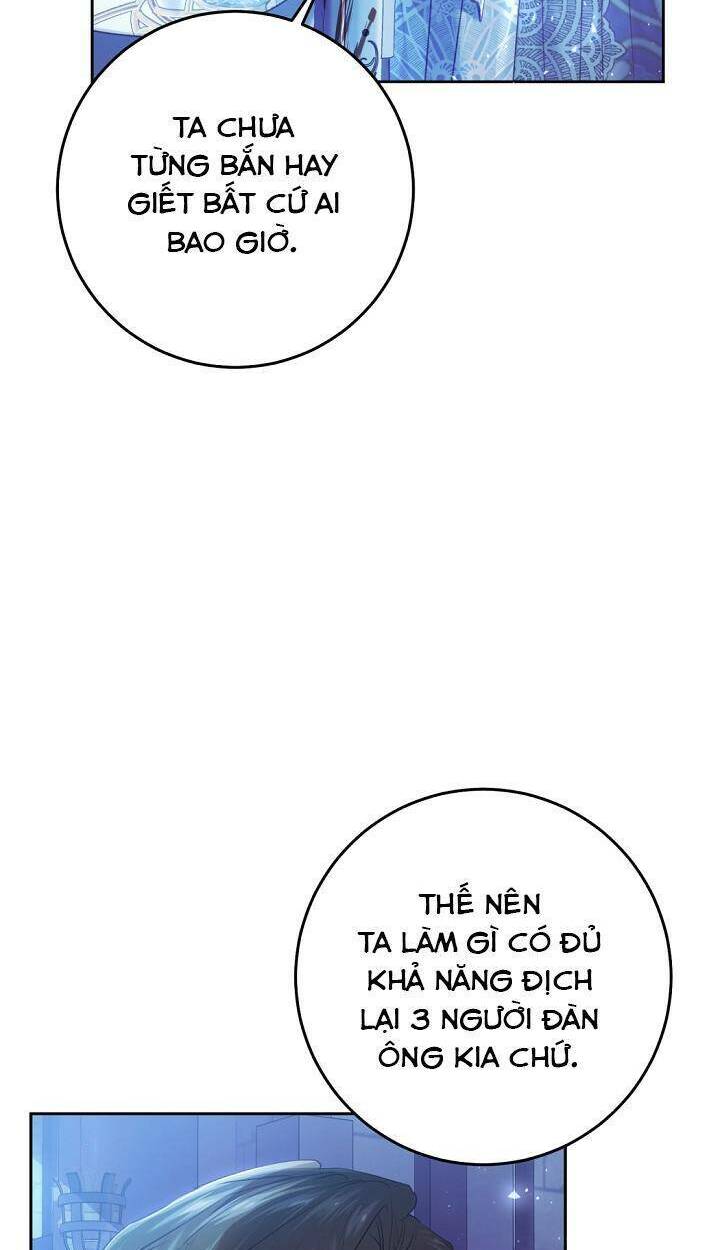 TA CHƯA
TỪNG BẮN HAY
GIẾT BẤT CỨ AI
BAO GIỜ.
THẾ NÊN
TA LÀM GÌ CÓ ĐỦ
KHẢ NĂNG ĐỊCH
LẠI 3 NGƯỜI ĐÀN
ÔNG KIA CHỨ.